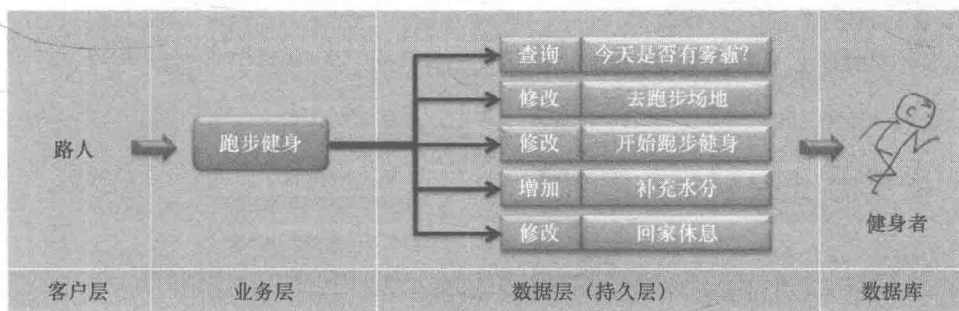 查询 今天是否有雾霾?
修改 去跑步场地
路人 跑步健身 修改 开始跑步健身
增加 补充水分
健身者
修改 回家休息
客户层 业务层 数据层（持久层） 数据库